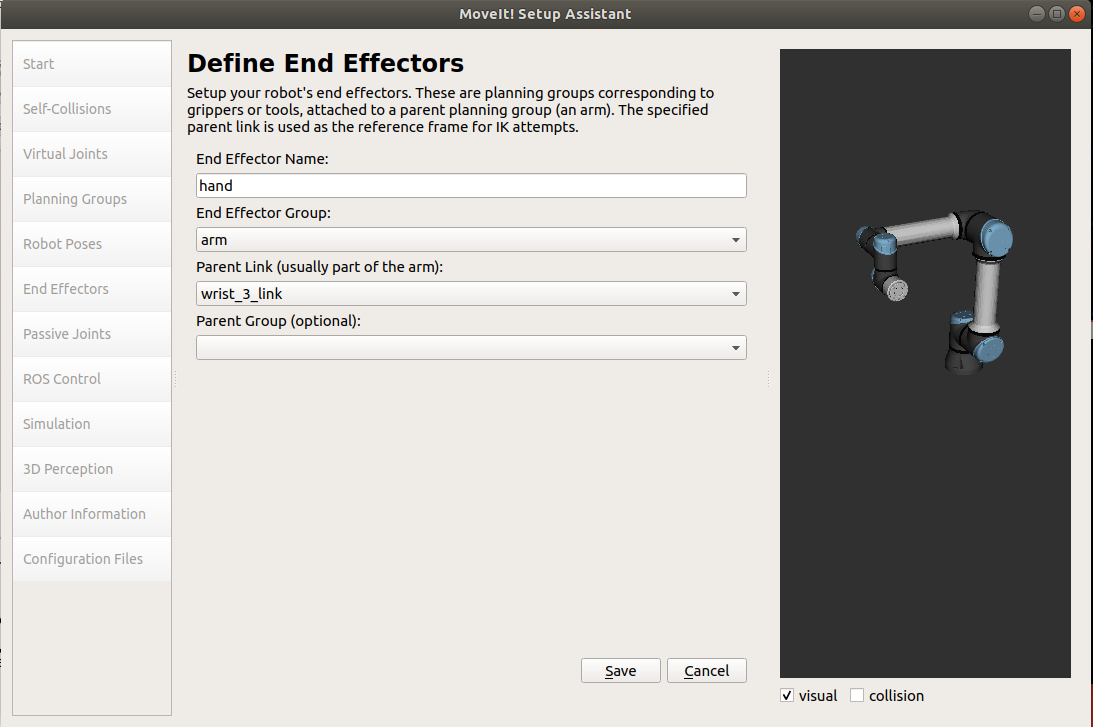 MoveIt! Setup Assistant
Start
Self-Collisions
Virtual Joints
Planning Groups
Robot Poses
End Effectors
Passive Joints
ROS Control
Simulation
3D Perception
Author Information
Configuration Files
Define End Effectors
Setup your robot's end effectors. These are planning groups corresponding to
grippers or tools, attached to a parent planning group (an arm). The specified
parent link is used as the reference frame for IK attempts.
End Effector Name:
hand
End Effector Group:
arm
Parent Link (usually part of the arm):
wrist_3_link
Parent Group (optional):
Save
Cancel
visual
collision